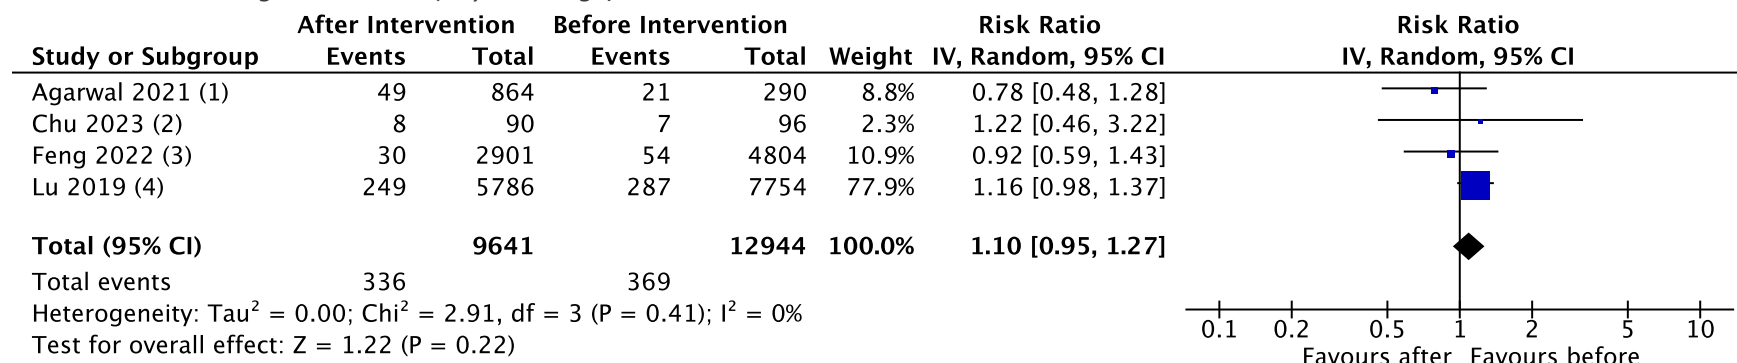 After Intervention Before Intervention Risk Ratio Risk Ratio
Study or Subgroup Events Total Events Total Weight IV, Random, 95% CI IV, Random, 95% CI
Agarwal 2021 (1) 49 864 21 290 8.8% 0.78 [0.48, 1.28]
Chu 2023 (2) 8 90 7 96 2.3% 1.22 [0.46, 3.22]
Feng 2022 (3) 30 2901 54 4804 10.9% 0.92 [0.59, 1.43]
Lu 2019 (4) 249 5786 287 7754 77.9% 1.16 [0.98, 1.37]
Total (95% CI) 9641 12944 100.0% 1.10 [0.95, 1.27]
Total events 336 369
Heterogeneity: Tau² = 0.00; Chi² = 2.91, df = 3 (P = 0.41); I² = 0%
Test for overall effect: Z = 1.22 (P = 0.22)
0.1 0.2 0.5 1 2 5 10
Favours after Favours before